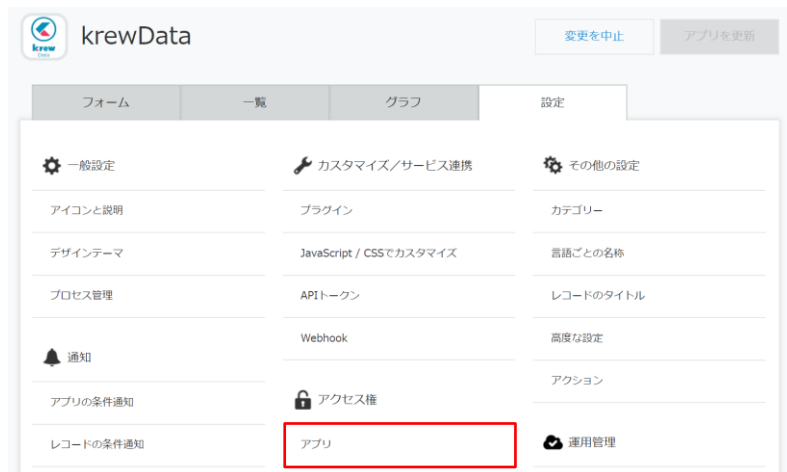 krew
Data
krewData
変更を中止
アプリを更新
フォーム
一覧
グラフ
設定
一般設定
アイコンと説明
デザインテーマ
プロセス管理
通知
アプリの条件通知
レコードの条件通知
カスタマイズ／サービス連携
プラグイン
JavaScript / CSSでカスタマイズ
APIトークン
Webhook
アクセス権
アプリ
その他の設定
カテゴリー
言語ごとの名称
レコードのタイトル
高度な設定
アクション
運用管理